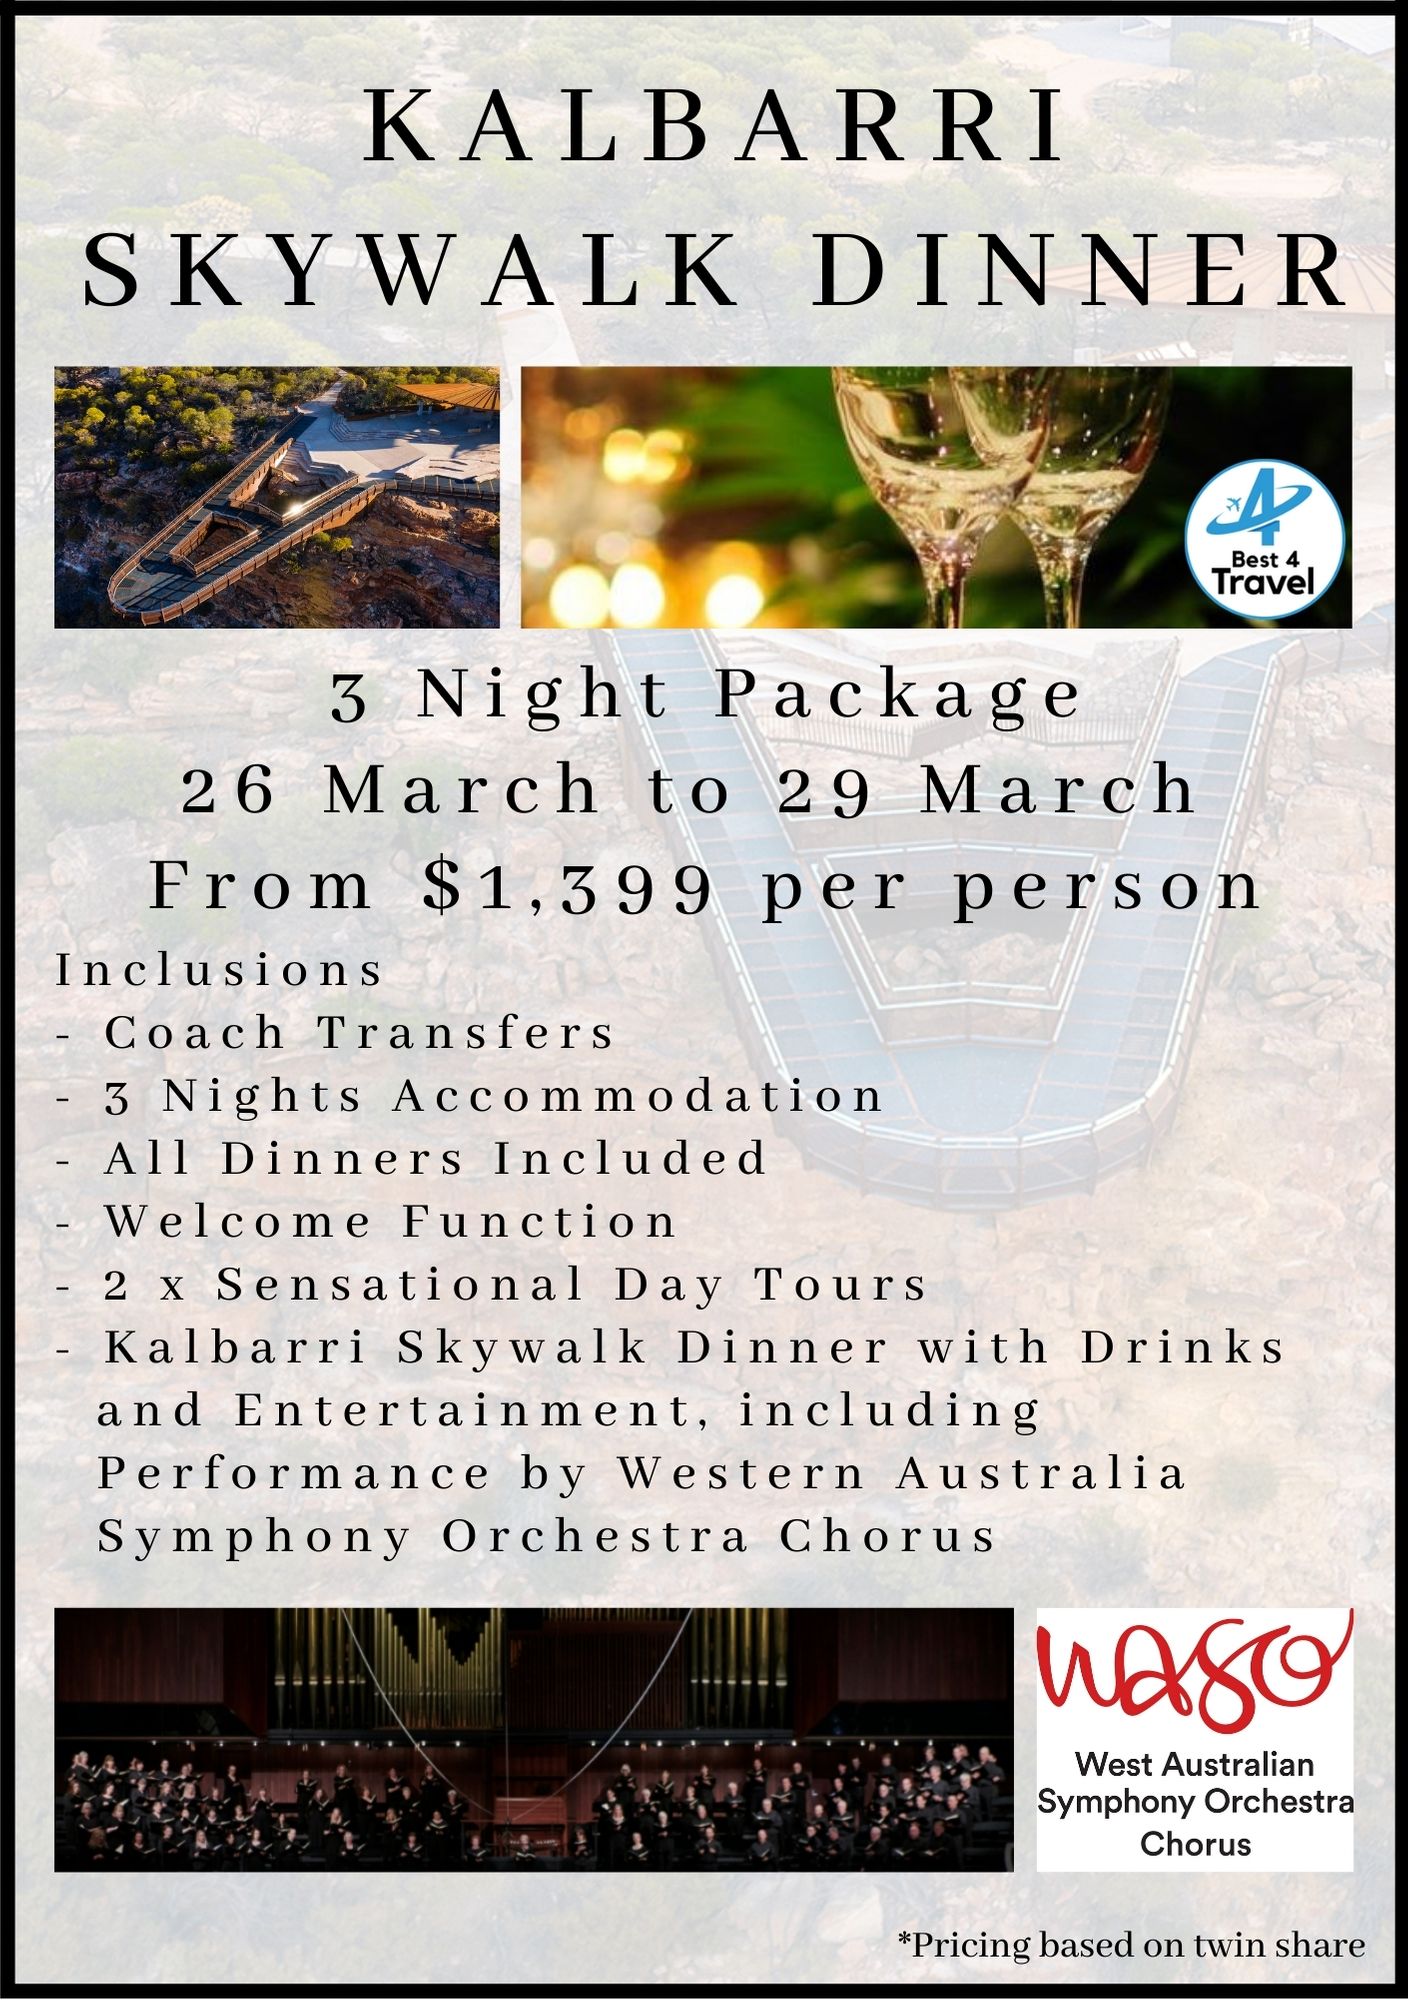 KALBARRI
SKYWALK DINNER
4
Best 4
Travel
3 Night Package
26 March to 29 March
From $1,399 per person
Inclusions
- Coach Transfers
- 3 Nights Accommodation
- All Dinners Included
- Welcome Function
- 2 x Sensational Day Tours
- Kalbarri Skywalk Dinner with Drinks
and Entertainment, including
Performance by Western Australia
Symphony Orchestra Chorus
waso
West Australian
Symphony Orchestra
Chorus
*Pricing based on twin share